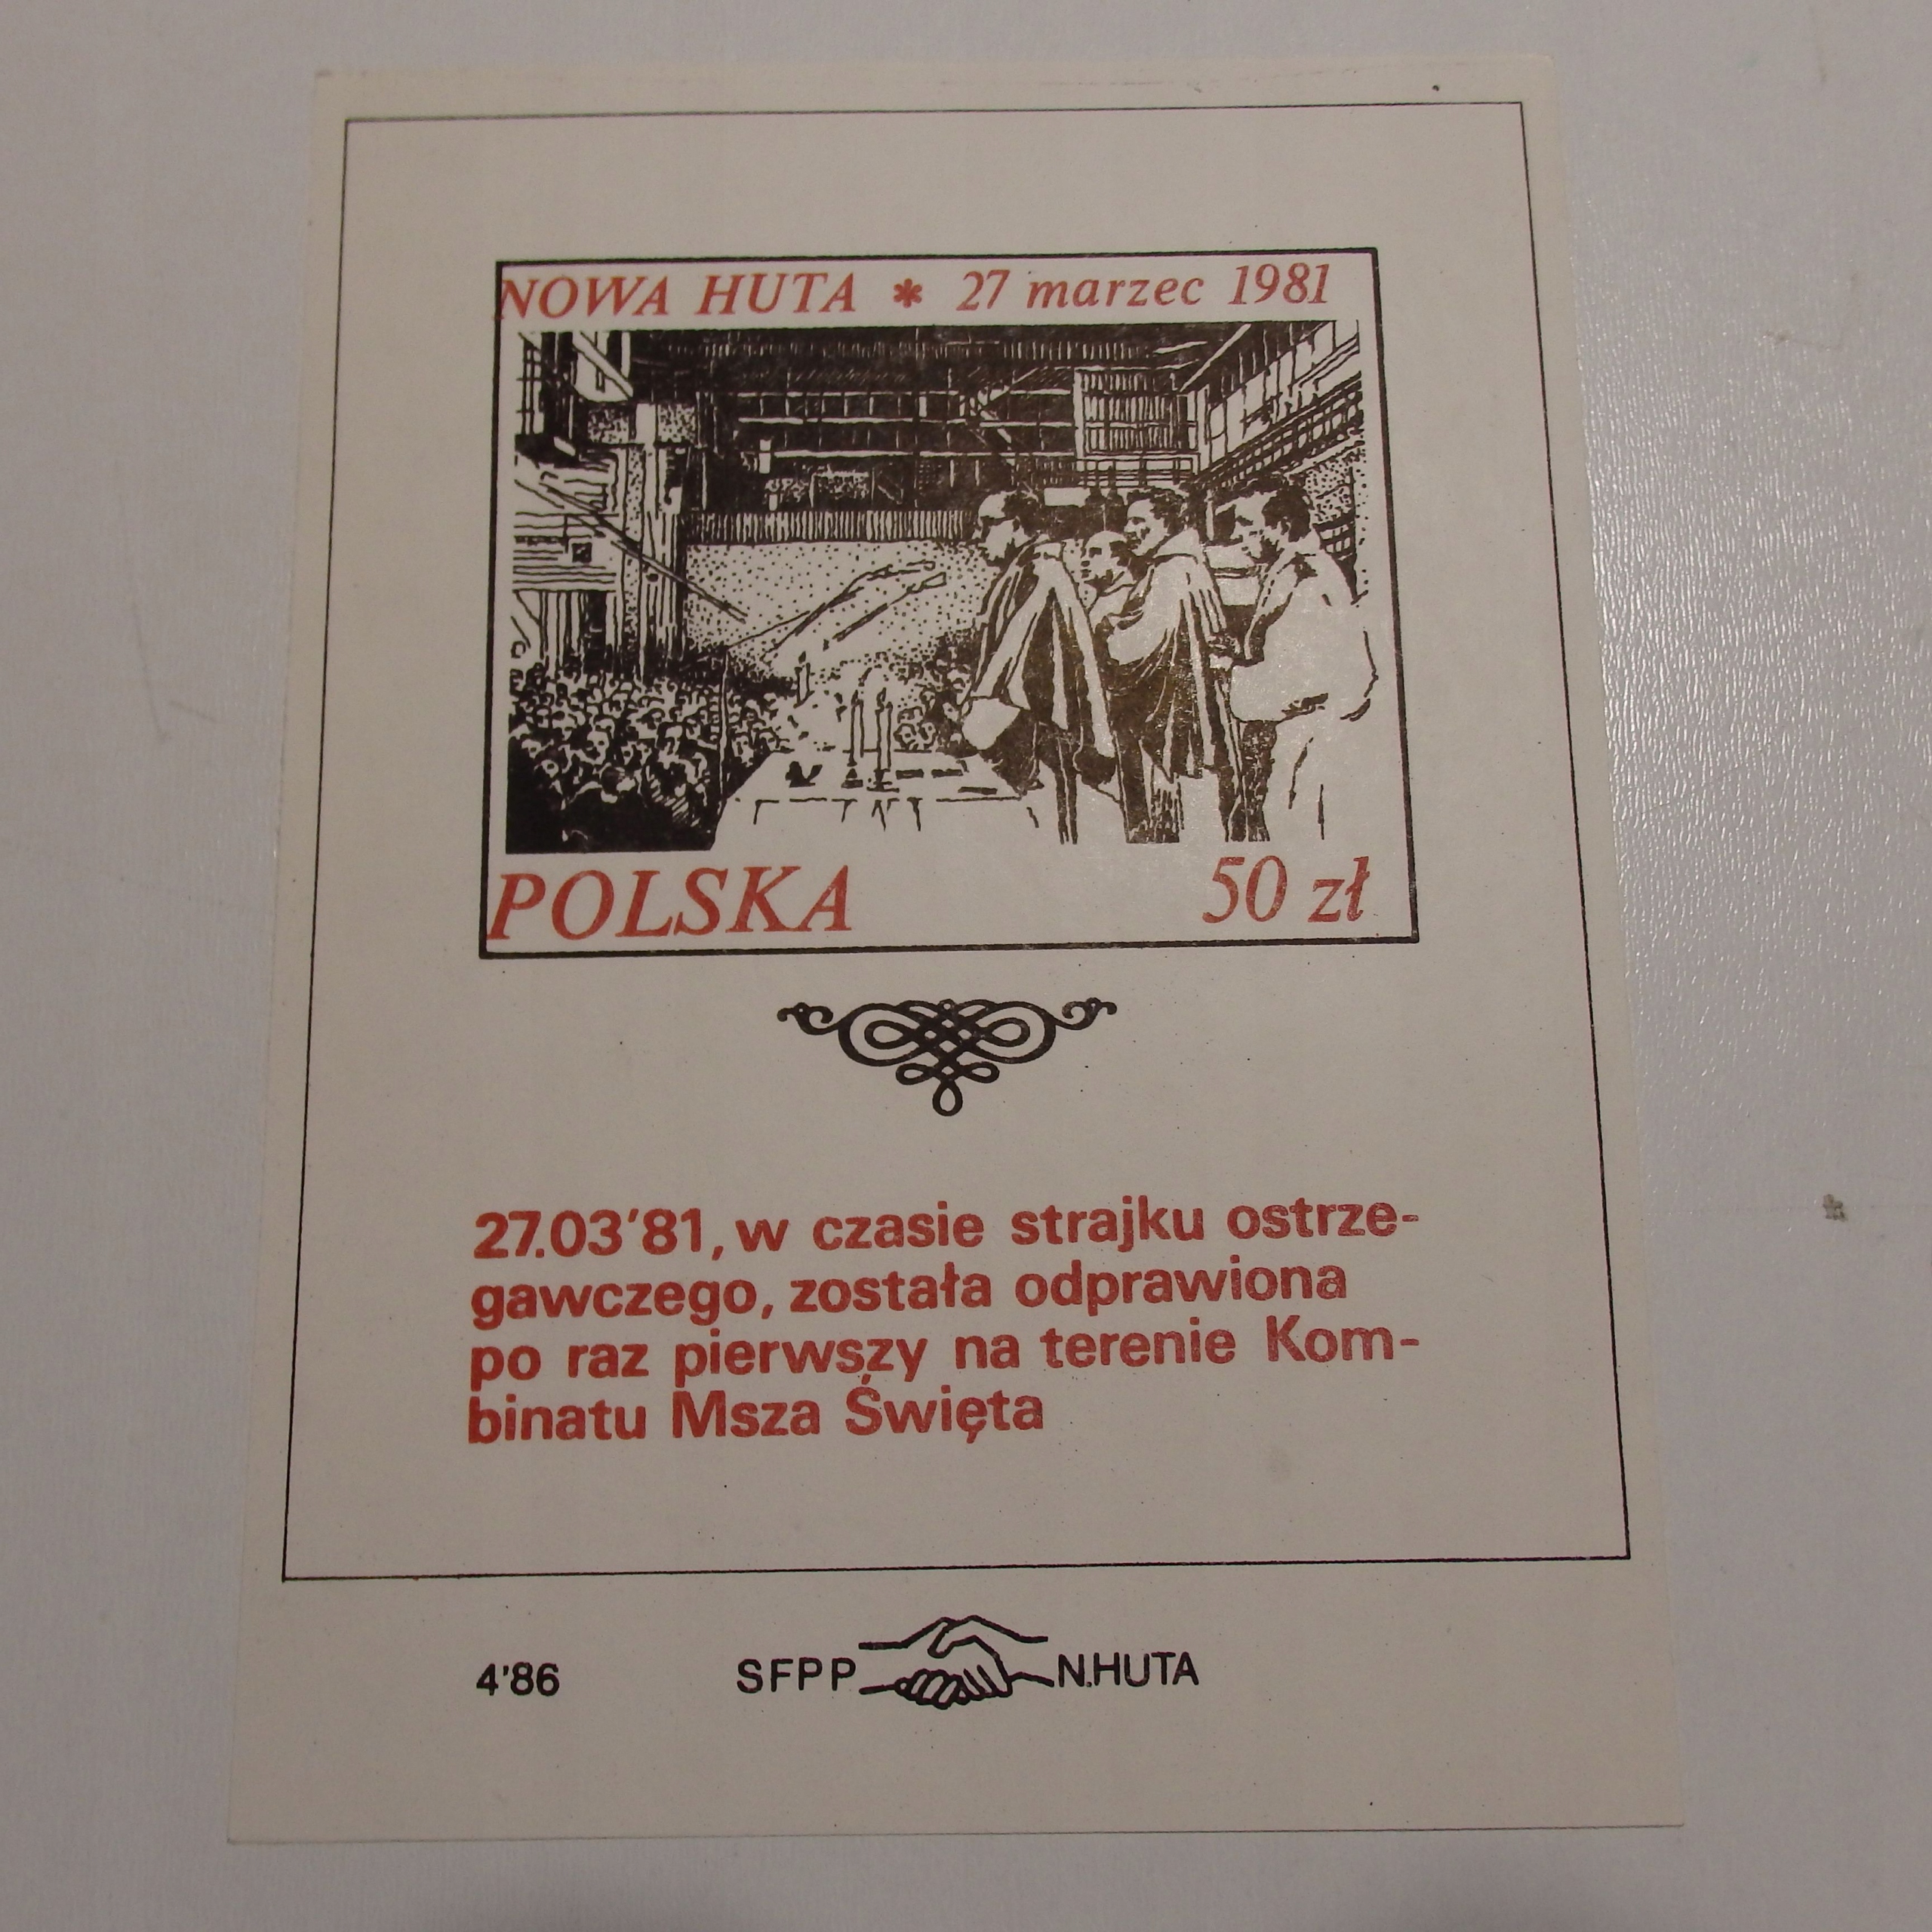 NOWA HUTA * 27 marzec 1981
POLSKA 50 zł
27.03'81, w czasie strajku ostrze-
gawczego, została odprawiona
po raz pierwszy na terenie Kom-
binatu Msza Święta
4'86 SFPP N.HUTA